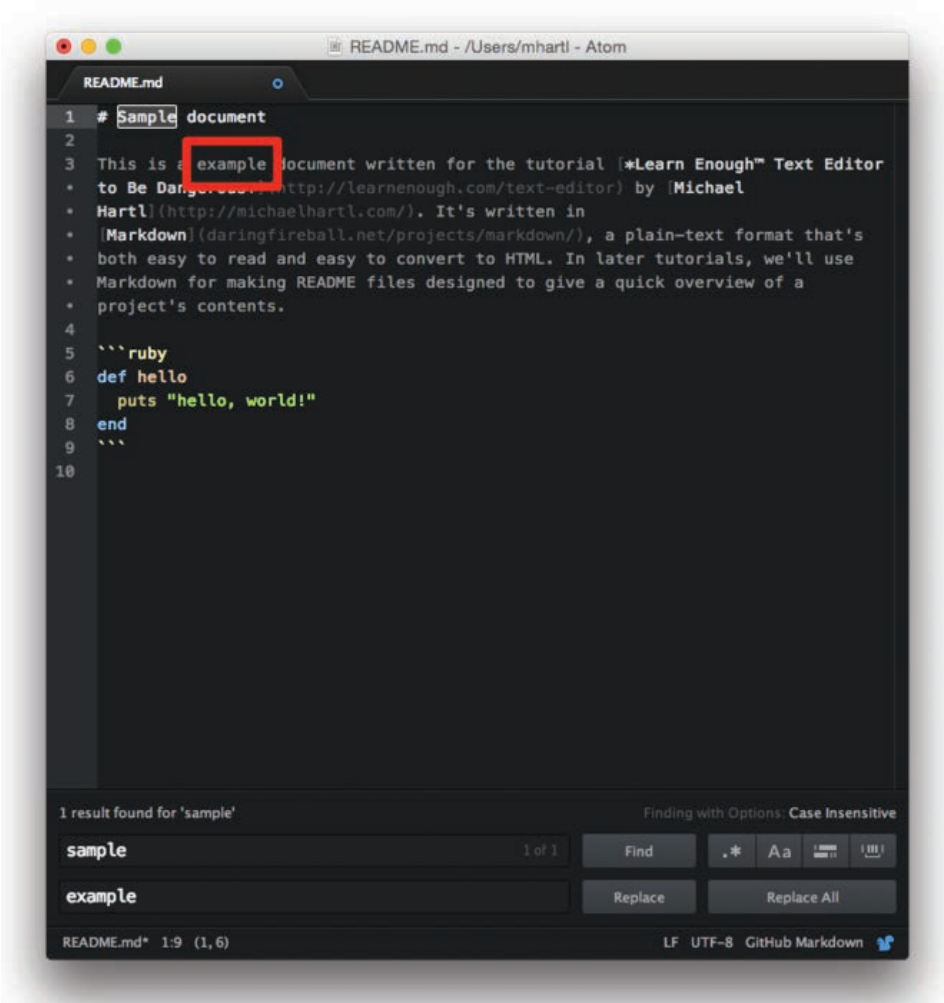 README.md - /Users/mhartl - Atom
README.md
1 # Sample document
2
3 This is a example document written for the tutorial [*Learn Enough™ Text Editor
• to Be Dangerous*](http://learnenough.com/text-editor) by [Michael
• Hartl](http://michaelhartl.com/). It's written in
• [Markdown](daringfireball.net/projects/markdown/), a plain-text format that's
• both easy to read and easy to convert to HTML. In later tutorials, we'll use
• Markdown for making README files designed to give a quick overview of a
• project's contents.
4
5 ```ruby
6 def hello
7   puts "hello, world!"
8 end
9 ```
10
1 result found for 'sample' Finding with Options: Case Insensitive
sample 1 of 1 Find .* Aa
example Replace Replace All
README.md* 1:9 (1, 6) LF UTF-8 GitHub Markdown